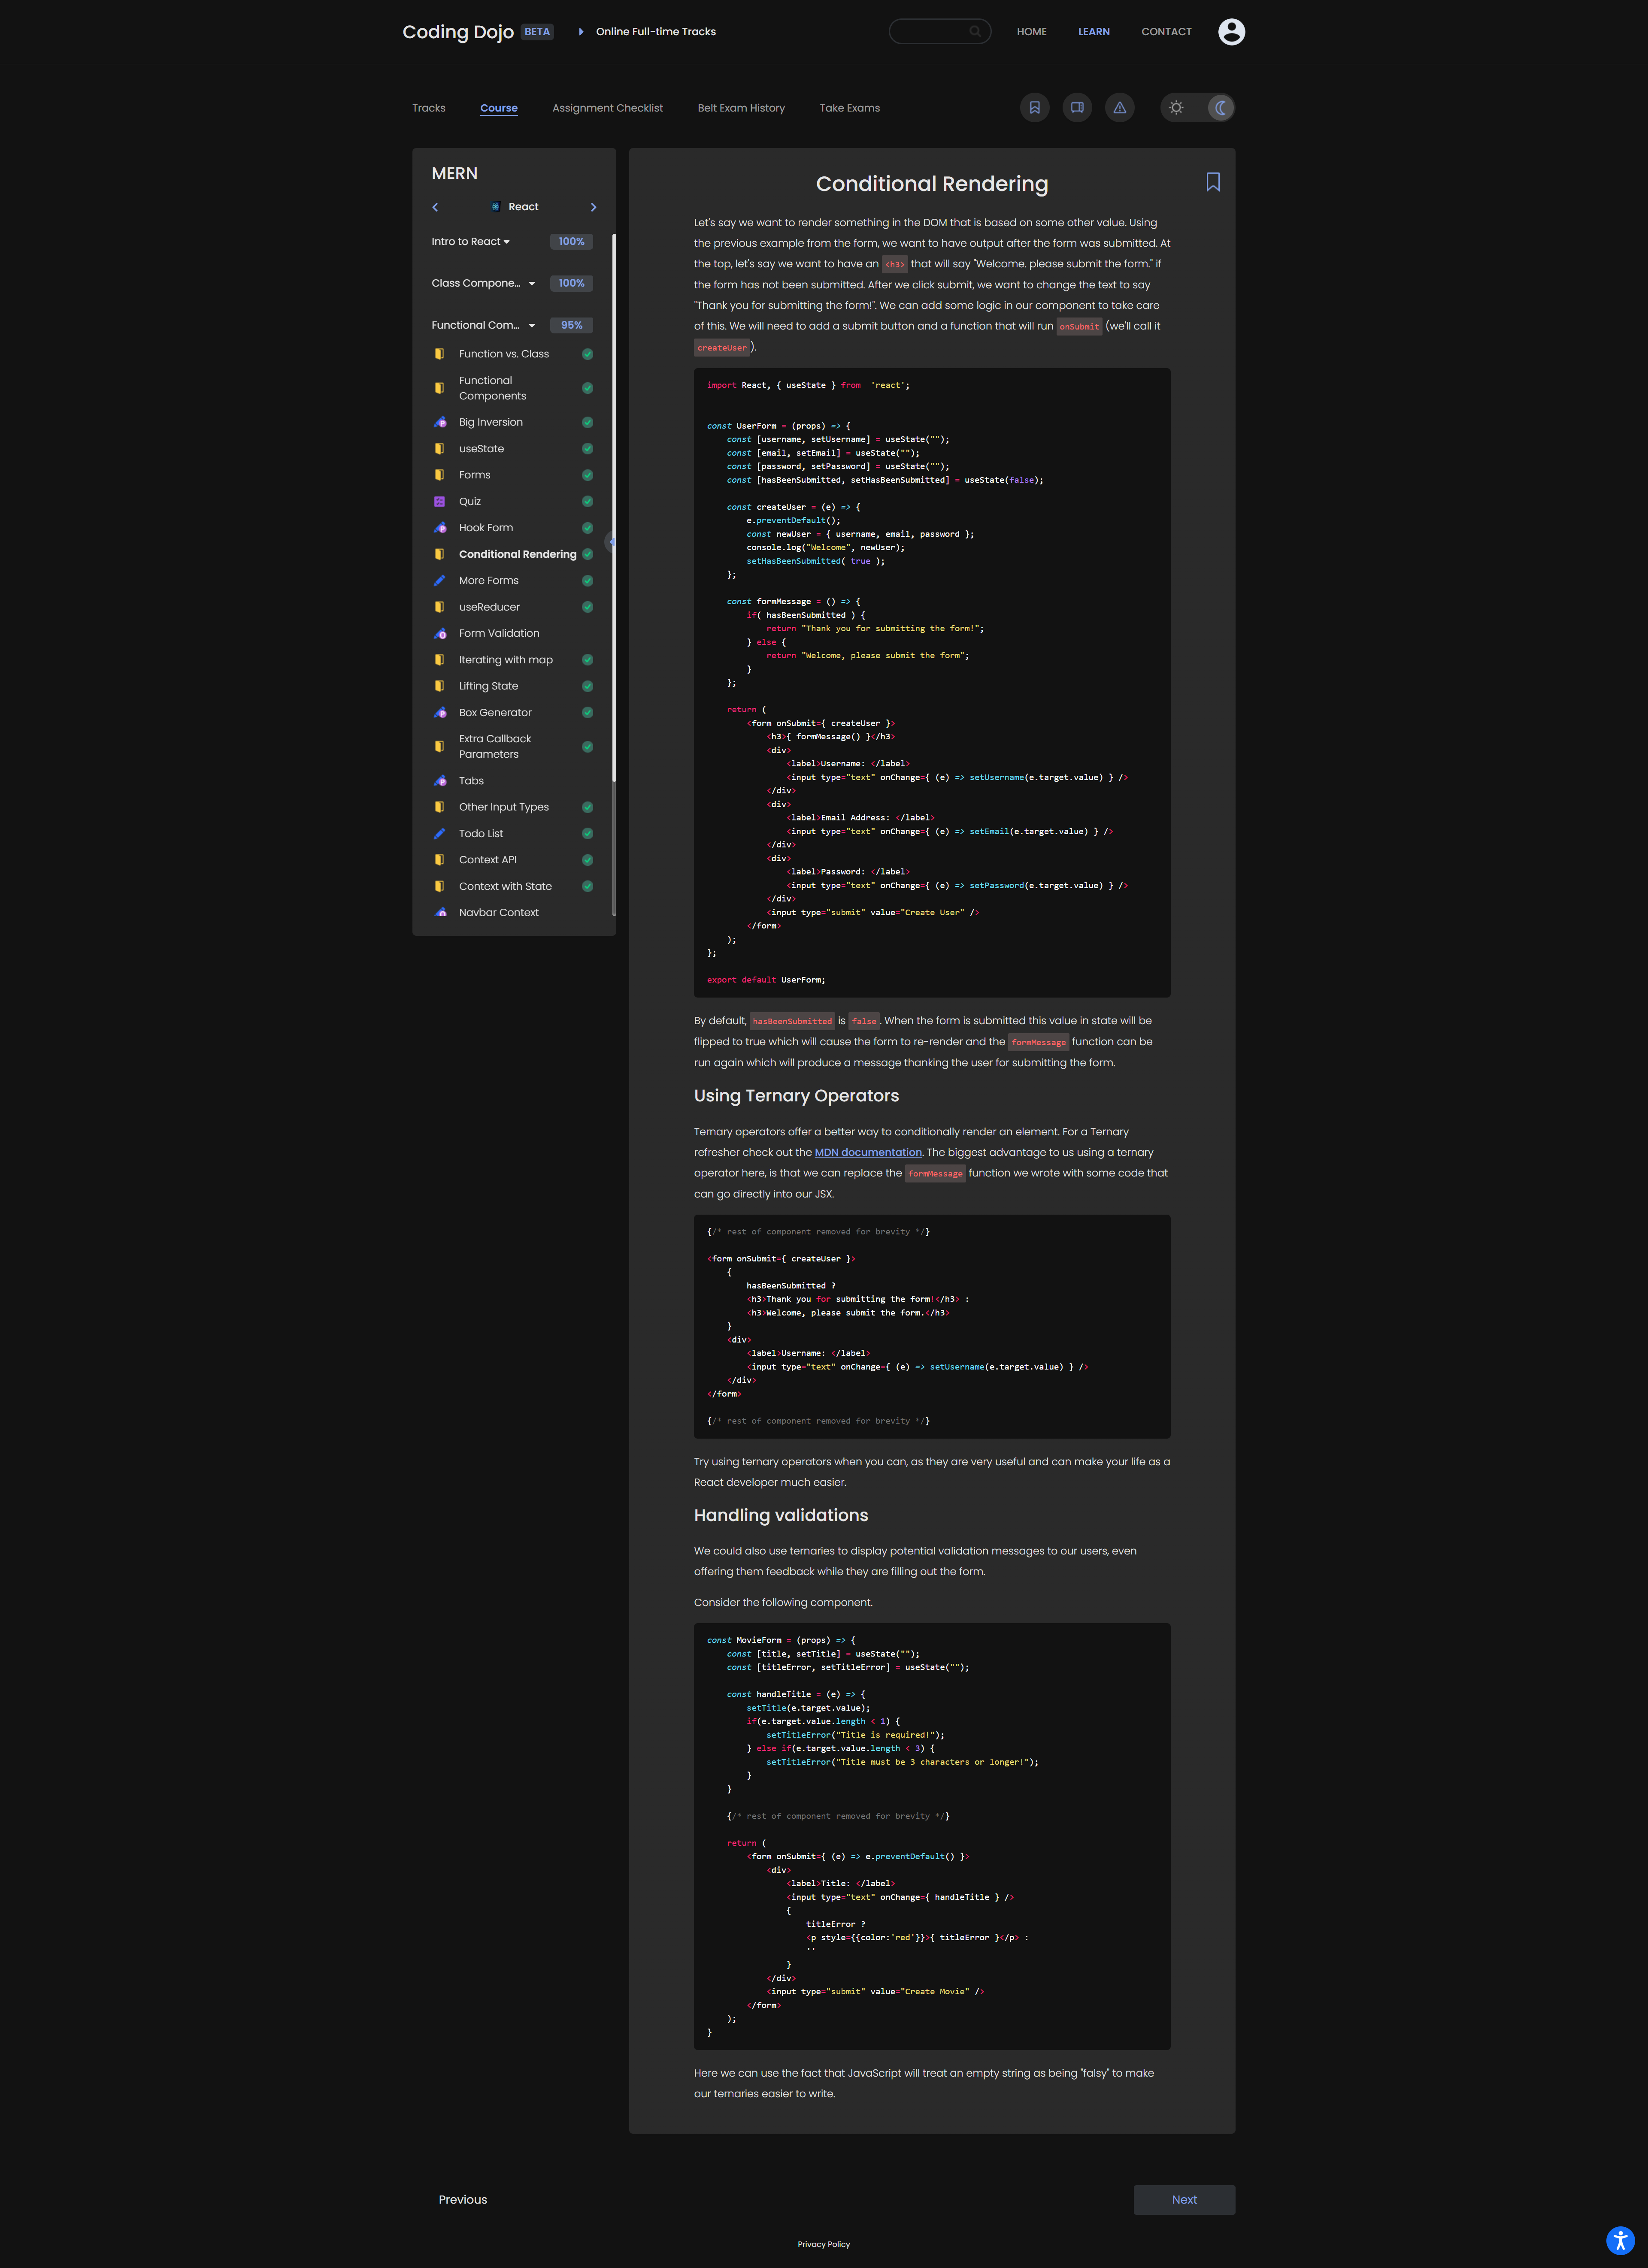 Coding Dojo BETA Online Full-time Tracks HOME LEARN CONTACT
Tracks Course Assignment Checklist Belt Exam History Take Exams
MERN
React
Intro to React 100%
Class Compone... 100%
Functional Com... 95%
Function vs. Class
Functional
Components
Big Inversion
useState
Forms
Quiz
Hook Form
Conditional Rendering
More Forms
useReducer
Form Validation
Iterating with map
Lifting State
Box Generator
Extra Callback
Parameters
Tabs
Other Input Types
Todo List
Context API
Context with State
Navbar Context
Conditional Rendering
Let's say we want to render something in the DOM that is based on some other value. Using
the previous example from the form, we want to have output after the form was submitted. At
the top, let's say we want to have an <h3> that will say "Welcome. please submit the form." if
the form has not been submitted. After we click submit, we want to change the text to say
"Thank you for submitting the form!". We can add some logic in our component to take care
of this. We will need to add a submit button and a function that will run onSubmit (we'll call it
createUser ).
import React, { useState } from  'react';
const UserForm = (props) => {
    const [username, setUsername] = useState("");
    const [email, setEmail] = useState("");
    const [password, setPassword] = useState("");
    const [hasBeenSubmitted, setHasBeenSubmitted] = useState(false);
    const createUser = (e) => {
        e.preventDefault();
        const newUser = { username, email, password };
        console.log("Welcome", newUser);
        setHasBeenSubmitted( true );
    };
    const formMessage = () => {
        if( hasBeenSubmitted ) {
            return "Thank you for submitting the form!";
        } else {
            return "Welcome, please submit the form";
        }
    };
    return (
        <form onSubmit={ createUser }>
            <h3>{ formMessage() }</h3>
            <div>
                <label>Username: </label>
                <input type="text" onChange={ (e) => setUsername(e.target.value) } />
            </div>
            <div>
                <label>Email Address: </label>
                <input type="text" onChange={ (e) => setEmail(e.target.value) } />
            </div>
            <div>
                <label>Password: </label>
                <input type="text" onChange={ (e) => setPassword(e.target.value) } />
            </div>
            <input type="submit" value="Create User" />
        </form>
    );
};
export default UserForm;
By default, hasBeenSubmitted is false . When the form is submitted this value in state will be
flipped to true which will cause the form to re-render and the formMessage function can be
run again which will produce a message thanking the user for submitting the form.
Using Ternary Operators
Ternary operators offer a better way to conditionally render an element. For a Ternary
refresher check out the MDN documentation. The biggest advantage to us using a ternary
operator here, is that we can replace the formMessage function we wrote with some code that
can go directly into our JSX.
{/* rest of component removed for brevity */}
<form onSubmit={ createUser }>
    {
        hasBeenSubmitted ?
        <h3>Thank you for submitting the form!</h3> :
        <h3>Welcome, please submit the form.</h3>
    }
    <div>
        <label>Username: </label>
        <input type="text" onChange={ (e) => setUsername(e.target.value) } />
    </div>
</form>
{/* rest of component removed for brevity */}
Try using ternary operators when you can, as they are very useful and can make your life as a
React developer much easier.
Handling validations
We could also use ternaries to display potential validation messages to our users, even
offering them feedback while they are filling out the form.
Consider the following component.
const MovieForm = (props) => {
    const [title, setTitle] = useState("");
    const [titleError, setTitleError] = useState("");
    const handleTitle = (e) => {
        setTitle(e.target.value);
        if(e.target.value.length < 1) {
            setTitleError("Title is required!");
        } else if(e.target.value.length < 3) {
            setTitleError("Title must be 3 characters or longer!");
        }
    }
    {/* rest of component removed for brevity */}
    return (
        <form onSubmit={ (e) => e.preventDefault() }>
            <div>
                <label>Title: </label>
                <input type="text" onChange={ handleTitle } />
                {
                    titleError ?
                    <p style={{color:'red'}}>{ titleError }</p> :
                    ''
                }
            </div>
            <input type="submit" value="Create Movie" />
        </form>
    );
}
Here we can use the fact that JavaScript will treat an empty string as being "falsy" to make
our ternaries easier to write.
Previous Next
Privacy Policy